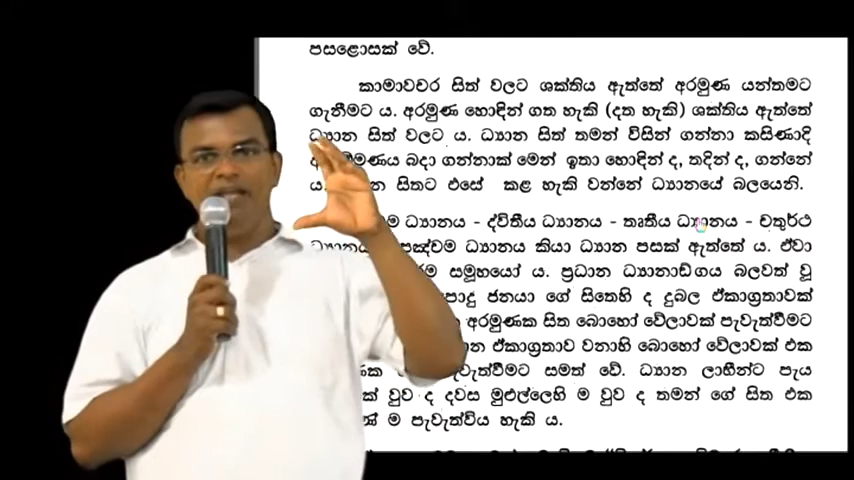 පසළොසක් වේ.
කාමාවචර සිත් වලට ශක්තිය ඇත්තේ අරමුණ යන්තමට
ගැනීමට ය. අරමුණ හොඳින් ගත හැකි (දත හැකි) ශක්තිය ඇත්තේ
ධ්‍යාන සිත් වලට ය. ධ්‍යාන සිත් තමන් විසින් ගන්නා කසිණාදි
බදා ගන්නාක් මෙන් ඉතා හොඳින් ද, තදින් ද, ගන්නේ
සිතට එසේ කළ හැකි වන්නේ ධ්‍යානයේ බලයෙනි.
ධ්‍යානය - ද්විතීය ධ්‍යානය - තෘතීය ධ්‍යානය - චතුර්ථ
ධ්‍යානය පඤ්චම ධ්‍යානය කියා ධ්‍යාන පසක් ඇත්තේ ය. ඒවා
සමූහයෝ ය. ප්‍රධාන ධ්‍යානාඞ්ගය බලවත් වූ
පොදු ජනයා ගේ සිතෙහි ද දුබල ඒකාග්‍රතාවක්
අරමුණක සිත බොහෝ වේලාවක් පැවැත්වීමට
ඒකාග්‍රතාව වනාහි බොහෝ වේලාවක් එක
පැවැත්වීමට සමත් වේ. ධ්‍යාන ලාභීන්ට පැය
වුව ද දවස මුළුල්ලෙහි ම වුව ද තමන් ගේ සිත එක
ම පැවැත්විය හැකි ය.